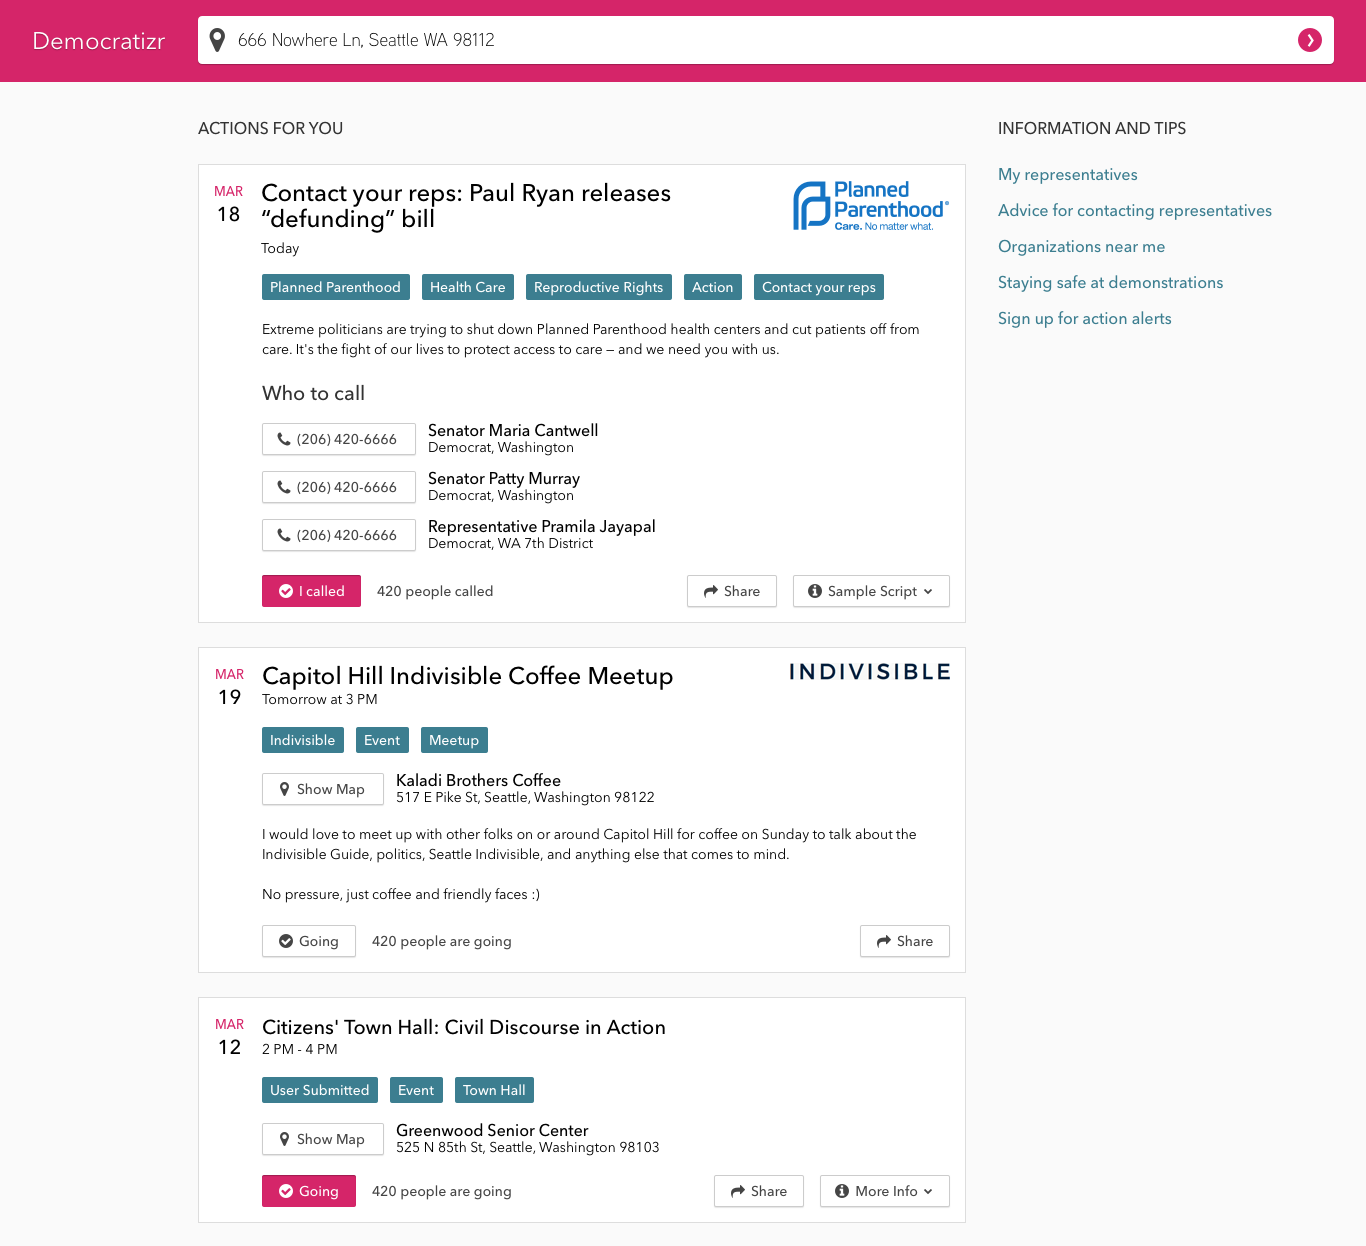 Democratizr
666 Nowhere Ln, Seattle WA 98112
ACTIONS FOR YOU
MAR
18
Contact your reps: Paul Ryan releases
“defunding” bill
Today
Planned
Parenthood®
Care. No matter what.
Planned Parenthood
Health Care
Reproductive Rights
Action
Contact your reps
Extreme politicians are trying to shut down Planned Parenthood health centers and cut patients off from
care. It's the fight of our lives to protect access to care – and we need you with us.
Who to call
(206) 420-6666
Senator Maria Cantwell
Democrat, Washington
(206) 420-6666
Senator Patty Murray
Democrat, Washington
(206) 420-6666
Representative Pramila Jayapal
Democrat, WA 7th District
I called
420 people called
Share
Sample Script
MAR
19
Capitol Hill Indivisible Coffee Meetup
Tomorrow at 3 PM
INDIVISIBLE
Indivisible
Event
Meetup
Show Map
Kaladi Brothers Coffee
517 E Pike St, Seattle, Washington 98122
I would love to meet up with other folks on or around Capitol Hill for coffee on Sunday to talk about the
Indivisible Guide, politics, Seattle Indivisible, and anything else that comes to mind.
No pressure, just coffee and friendly faces :)
Going
420 people are going
Share
MAR
12
Citizens' Town Hall: Civil Discourse in Action
2 PM - 4 PM
User Submitted
Event
Town Hall
Show Map
Greenwood Senior Center
525 N 85th St, Seattle, Washington 98103
Going
420 people are going
Share
More Info
INFORMATION AND TIPS
My representatives
Advice for contacting representatives
Organizations near me
Staying safe at demonstrations
Sign up for action alerts